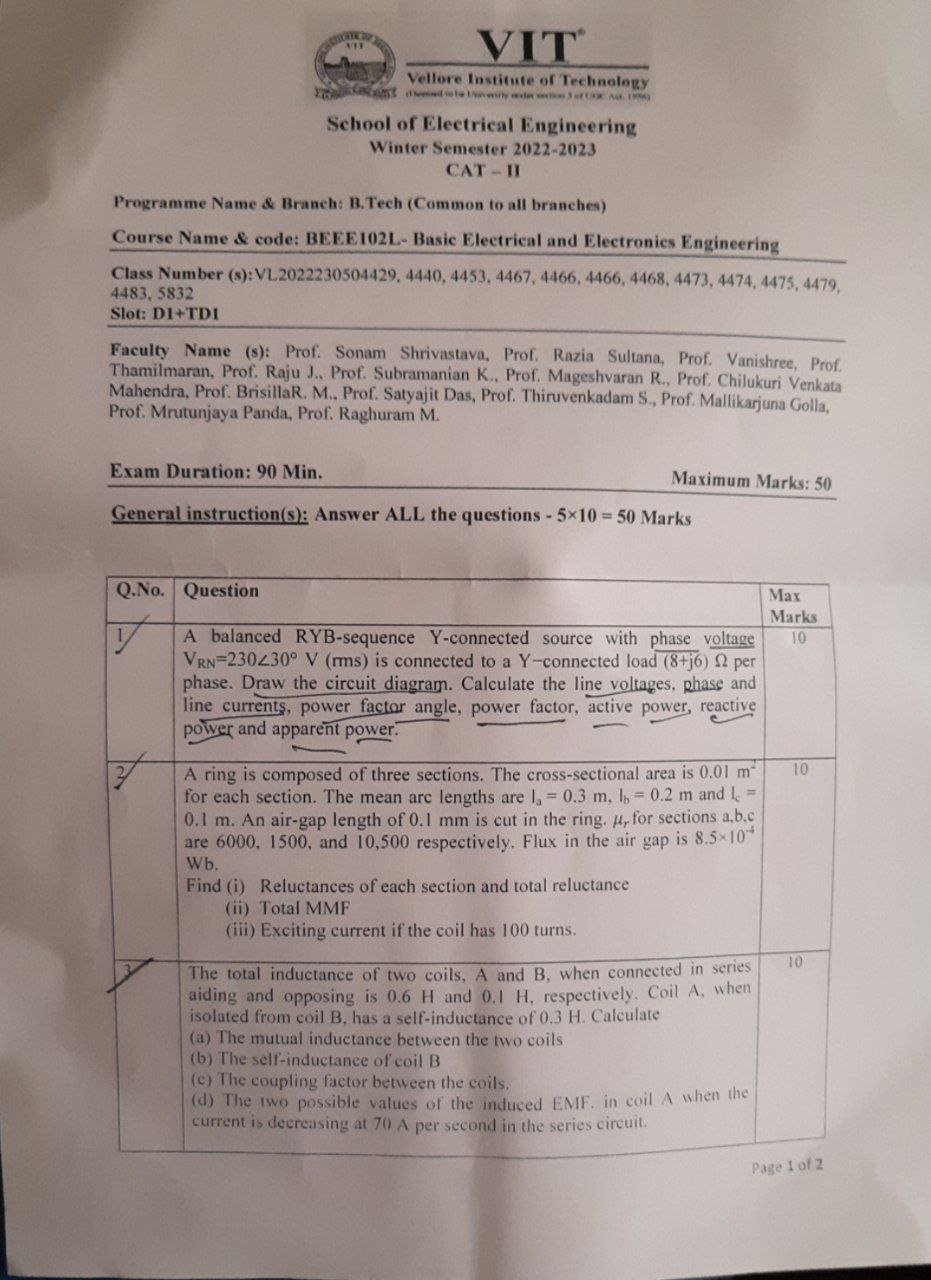 VIT
VIT®
Vellore Institute of Technology
(Deemed to be University under section 3 of UGC Act, 1956)
School of Electrical Engineering
Winter Semester 2022-2023
CAT – II
Programme Name & Branch: B.Tech (Common to all branches)
Course Name & code: BEEE102L- Basic Electrical and Electronics Engineering
Class Number (s): VL2022230504429, 4440, 4453, 4467, 4466, 4466, 4468, 4473, 4474, 4475, 4479,
4483, 5832
Slot: D1+TD1
Faculty Name (s): Prof. Sonam Shrivastava, Prof. Razia Sultana, Prof. Vanishree, Prof.
Thamilmaran, Prof. Raju J., Prof. Subramanian K., Prof. Mageshvaran R., Prof. Chilukuri Venkata
Mahendra, Prof. BrisillaR. M., Prof. Satyajit Das, Prof. Thiruvenkadam S., Prof. Mallikarjuna Golla,
Prof. Mrutunjaya Panda, Prof. Raghuram M.
Exam Duration: 90 Min. Maximum Marks: 50
General instruction(s): Answer ALL the questions - 5×10 = 50 Marks
Q.No. Question Max
Marks
1 A balanced RYB-sequence Y-connected source with phase voltage 10
VRN=230∠30° V (rms) is connected to a Y–connected load (8+j6) Ω per
phase. Draw the circuit diagram. Calculate the line voltages, phase and
line currents, power factor angle, power factor, active power, reactive
power and apparent power.
2 A ring is composed of three sections. The cross-sectional area is 0.01 m² 10
for each section. The mean arc lengths are la = 0.3 m, lb = 0.2 m and lc =
0.1 m. An air-gap length of 0.1 mm is cut in the ring. μr for sections a,b,c
are 6000, 1500, and 10,500 respectively. Flux in the air gap is 8.5×10⁻⁴
Wb.
Find (i) Reluctances of each section and total reluctance
(ii) Total MMF
(iii) Exciting current if the coil has 100 turns.
3 The total inductance of two coils, A and B, when connected in series 10
aiding and opposing is 0.6 H and 0.1 H, respectively. Coil A, when
isolated from coil B, has a self-inductance of 0.3 H. Calculate
(a) The mutual inductance between the two coils
(b) The self-inductance of coil B
(c) The coupling factor between the coils.
(d) The two possible values of the induced EMF. in coil A when the
current is decreasing at 70 A per second in the series circuit.
Page 1 of 2